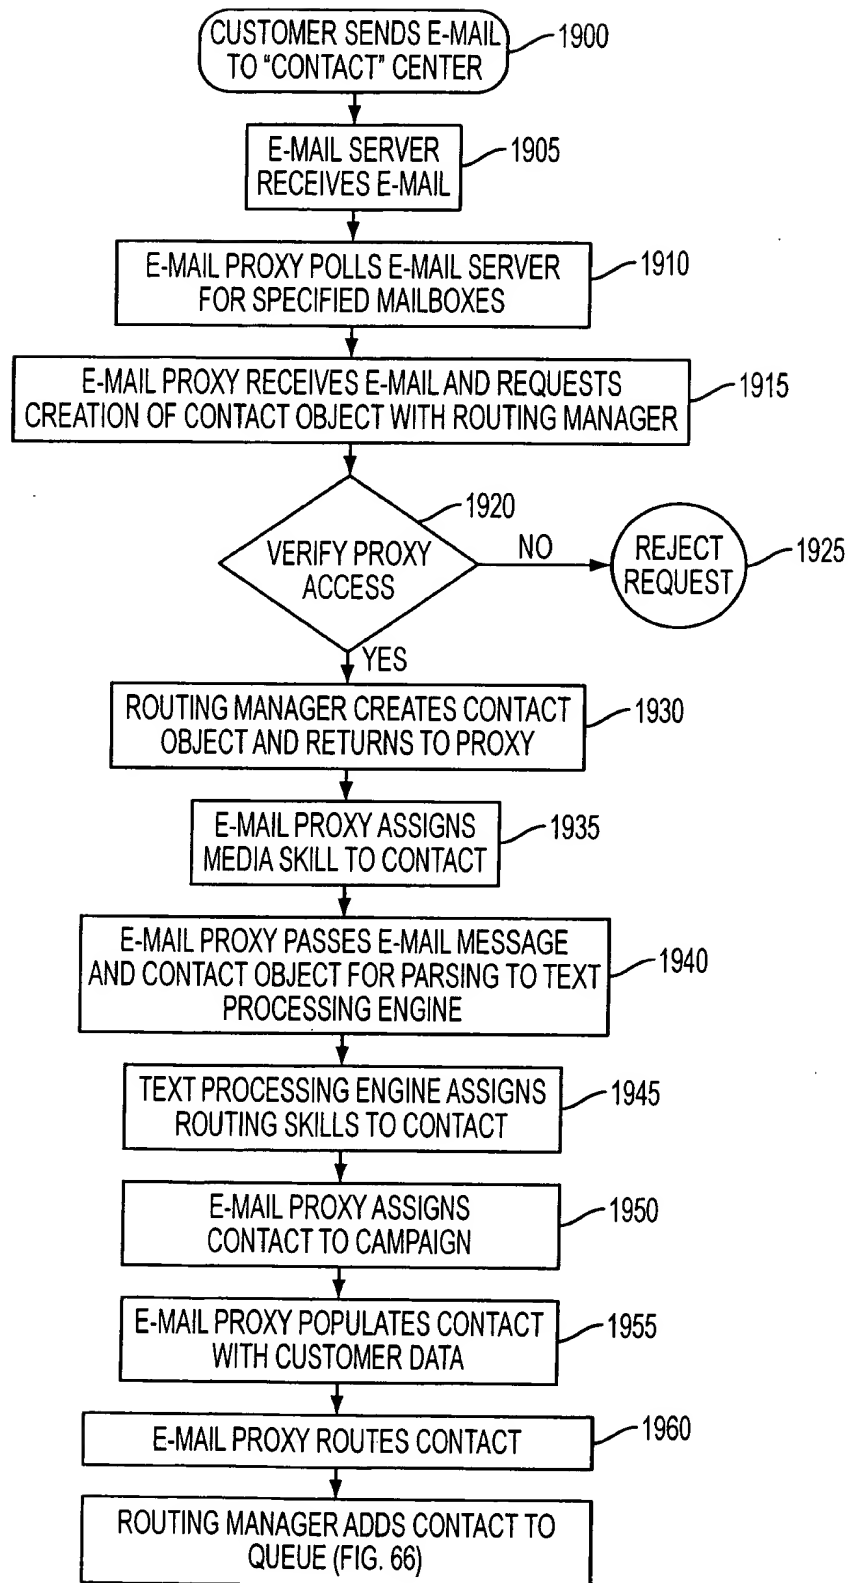 CUSTOMER SENDS E-MAIL
TO "CONTACT" CENTER
1900
E-MAIL SERVER
RECEIVES E-MAIL
1905
E-MAIL PROXY POLLS E-MAIL SERVER
FOR SPECIFIED MAILBOXES
1910
E-MAIL PROXY RECEIVES E-MAIL AND REQUESTS
CREATION OF CONTACT OBJECT WITH ROUTING MANAGER
1915
VERIFY PROXY
ACCESS
1920
NO
REJECT
REQUEST
1925
YES
ROUTING MANAGER CREATES CONTACT
OBJECT AND RETURNS TO PROXY
1930
E-MAIL PROXY ASSIGNS
MEDIA SKILL TO CONTACT
1935
E-MAIL PROXY PASSES E-MAIL MESSAGE
AND CONTACT OBJECT FOR PARSING TO TEXT
PROCESSING ENGINE
1940
TEXT PROCESSING ENGINE ASSIGNS
ROUTING SKILLS TO CONTACT
1945
E-MAIL PROXY ASSIGNS
CONTACT TO CAMPAIGN
1950
E-MAIL PROXY POPULATES CONTACT
WITH CUSTOMER DATA
1955
E-MAIL PROXY ROUTES CONTACT
1960
ROUTING MANAGER ADDS CONTACT TO
QUEUE (FIG. 66)